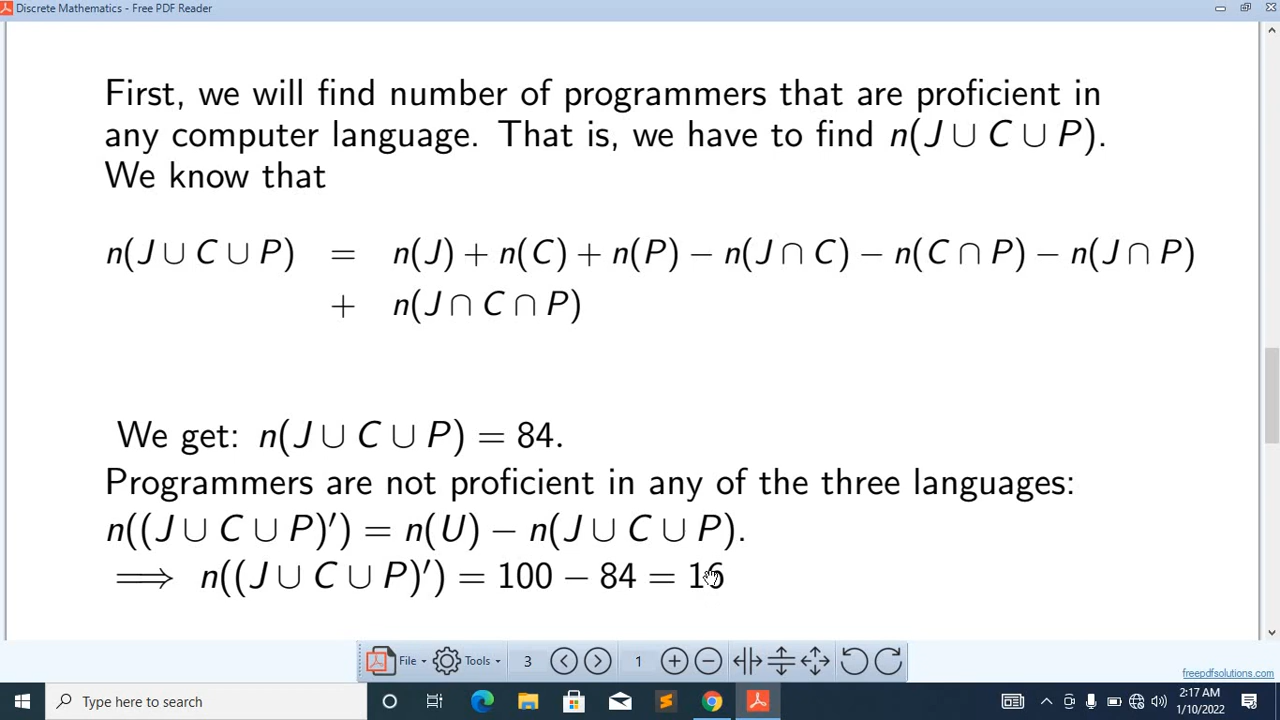 Discrete Mathematics - Free PDF Reader
First, we will find number of programmers that are proficient in
any computer language. That is, we have to find n(J ∪ C ∪ P).
We know that
n(J ∪ C ∪ P) = n(J) + n(C) + n(P) − n(J ∩ C) − n(C ∩ P) − n(J ∩ P)
+ n(J ∩ C ∩ P)
We get: n(J ∪ C ∪ P) = 84.
Programmers are not proficient in any of the three languages:
n((J ∪ C ∪ P)′) = n(U) − n(J ∪ C ∪ P).
⟹ n((J ∪ C ∪ P)′) = 100 − 84 = 16
File Tools 3 1
freepdfsolutions.com
Type here to search
2:17 AM
1/10/2022